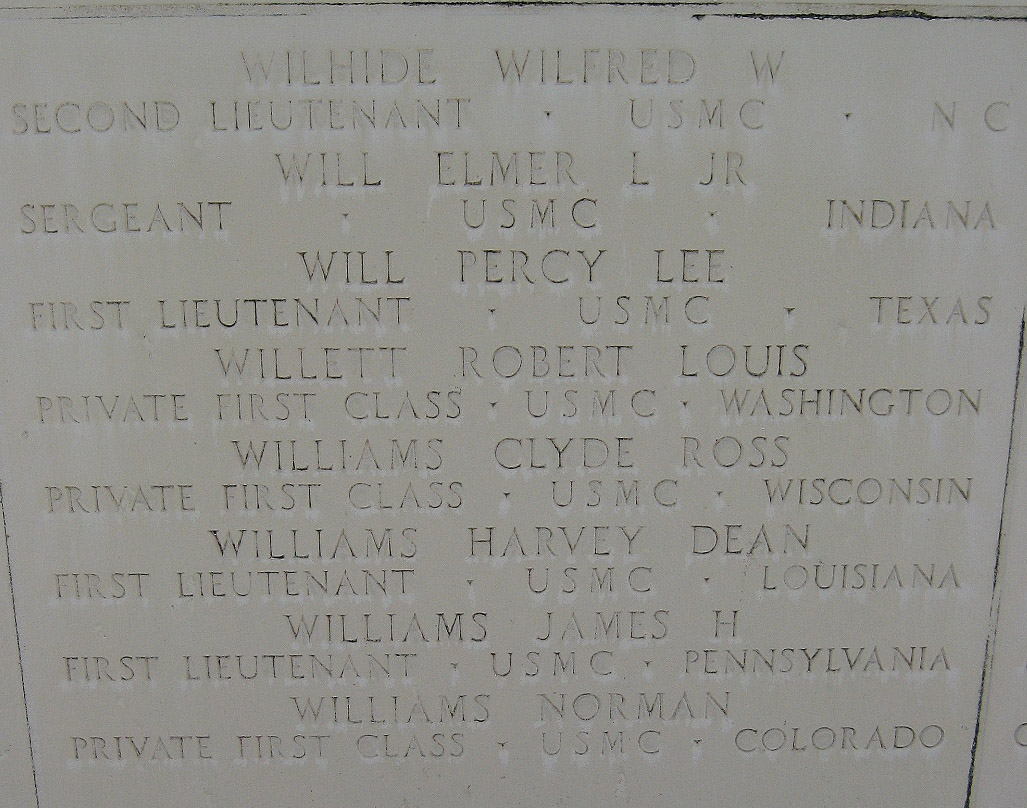 WILHIDE WILFRED W
SECOND LIEUTENANT · USMC · N C
WILL ELMER L JR
SERGEANT · USMC · INDIANA
WILL PERCY LEE
FIRST LIEUTENANT · USMC · TEXAS
WILLETT ROBERT LOUIS
PRIVATE FIRST CLASS · USMC · WASHINGTON
WILLIAMS CLYDE ROSS
PRIVATE FIRST CLASS · USMC · WISCONSIN
WILLIAMS HARVEY DEAN
FIRST LIEUTENANT · USMC · LOUISIANA
WILLIAMS JAMES H
FIRST LIEUTENANT · USMC · PENNSYLVANIA
WILLIAMS NORMAN
PRIVATE FIRST CLASS · USMC · COLORADO